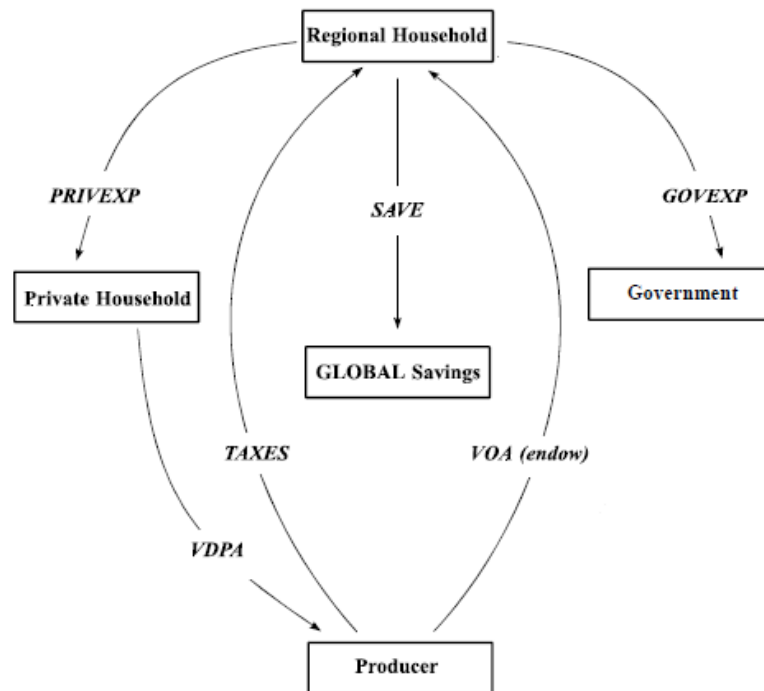 Regional Household
PRIVEXP
SAVE
GOVEXP
Private Household
Government
GLOBAL Savings
TAXES
VOA (endow)
VDPA
Producer